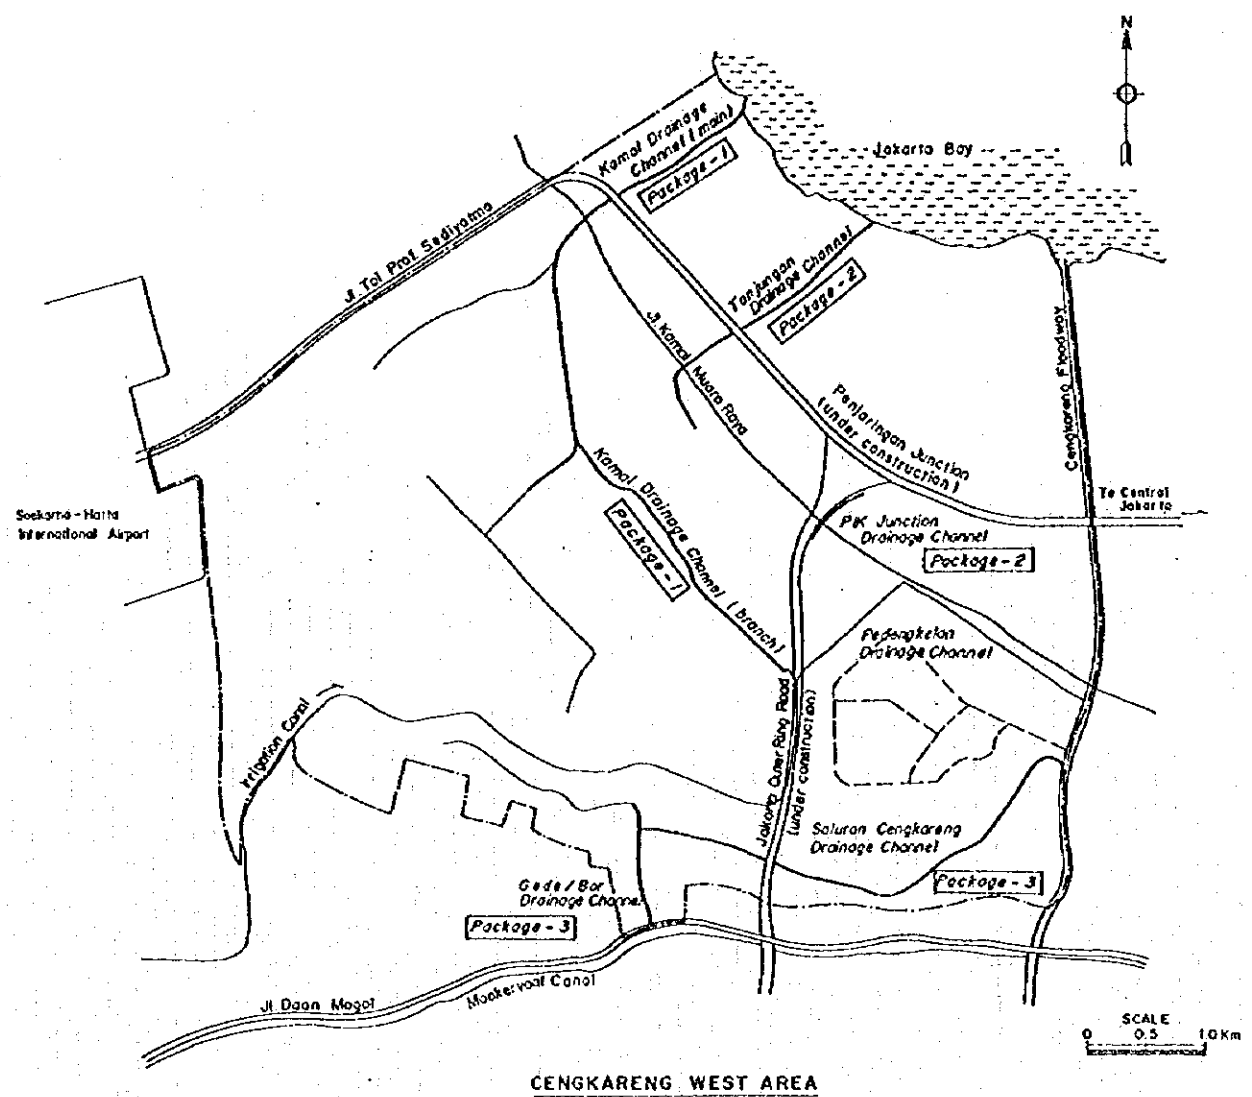 N
Jakarta Bay
Kamal Drainage
Channel (main)
Package-1
Jl. Tol Prof. Sediyatmo
Tanjungan
Drainage Channel
Package-2
Jl. Kamal
Muara Raya
Cengkareng Floodway
Penjaringan Junction
(under construction)
To Central
Jakarta
Soekarno-Hatta
International Airport
Kamal Drainage Channel (branch)
Package-1
PIK Junction
Drainage Channel
Package-2
Pedongkelan
Drainage Channel
Irrigation Canal
Jakarta Outer Ring Road
(under construction)
Saluran Cengkareng
Drainage Channel
Package-3
Gede/Bor
Drainage Channel
Package-3
Jl. Daan Mogot
Mookervaat Canal
SCALE
0 0.5 1.0 Km
CENGKARENG WEST AREA